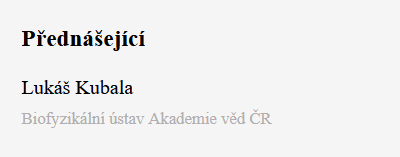 Přednášející
Lukáš Kubala
Biofyzikální ústav Akademie věd ČR